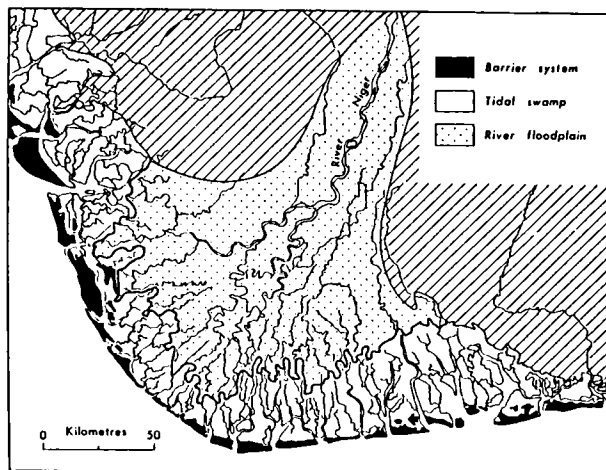 Barrier system
Tidal swamp
River floodplain
River Niger
Kilometres
0 50